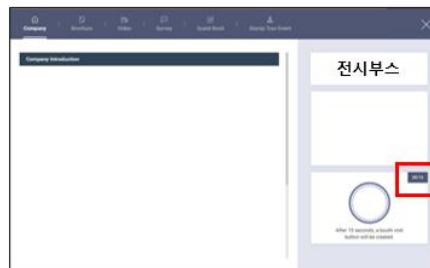 Company Brochure Video Survey Guest Book Stamp Tour Event
Company Introduction
전시부스
After 10 seconds, a booth visit
button will be created